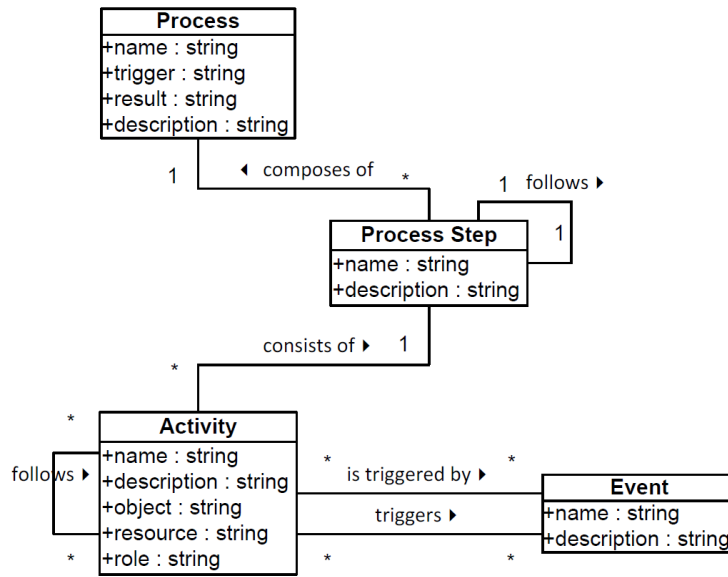 Process
+name : string
+trigger : string
+result : string
+description : string
1
◂ composes of
*
1
follows ▸
1
Process Step
+name : string
+description : string
consists of ▸
1
*
*
Activity
+name : string
+description : string
+object : string
+resource : string
+role : string
follows ▸
*
*
is triggered by ▸
*
triggers ▸
*
*
Event
+name : string
+description : string